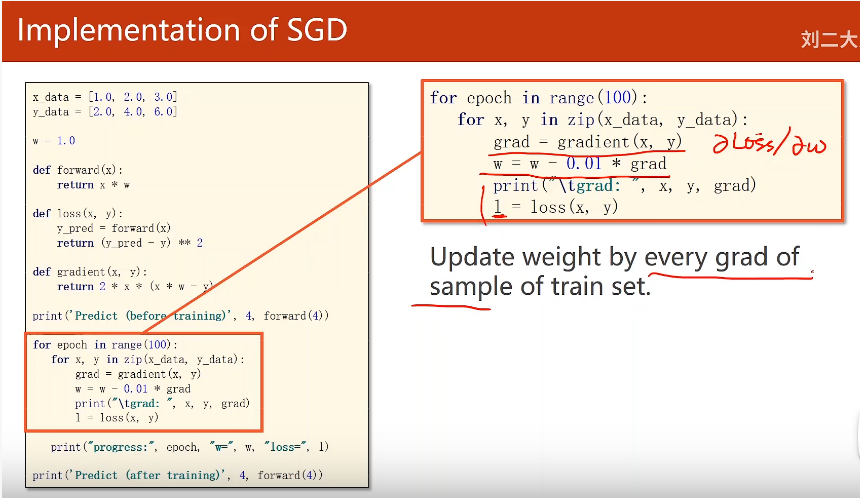 Implementation of SGD
刘二大
x_data = [1.0, 2.0, 3.0]
y_data = [2.0, 4.0, 6.0]
w = 1.0
def forward(x):
return x * w
def loss(x, y):
y_pred = forward(x)
return (y_pred - y) ** 2
def gradient(x, y):
return 2 * x * (x * w - y)
print('Predict (before training)', 4, forward(4))
for epoch in range(100):
for x, y in zip(x_data, y_data):
grad = gradient(x, y)
w = w - 0.01 * grad
print("\tgrad: ", x, y, grad)
l = loss(x, y)
print("progress:", epoch, "w=", w, "loss=", l)
print('Predict (after training)', 4, forward(4))
for epoch in range(100):
for x, y in zip(x_data, y_data):
grad = gradient(x, y)
∂Loss/∂w
w = w - 0.01 * grad
print("\tgrad: ", x, y, grad)
l = loss(x, y)
Update weight by every grad of
sample of train set.